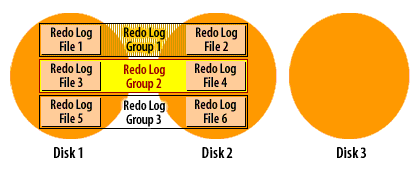 Redo Log File 1
Redo Log Group 1
Redo Log File 2
Redo Log File 3
Redo Log Group 2
Redo Log File 4
Redo Log File 5
Redo Log Group 3
Redo Log File 6
Disk 1
Disk 2
Disk 3